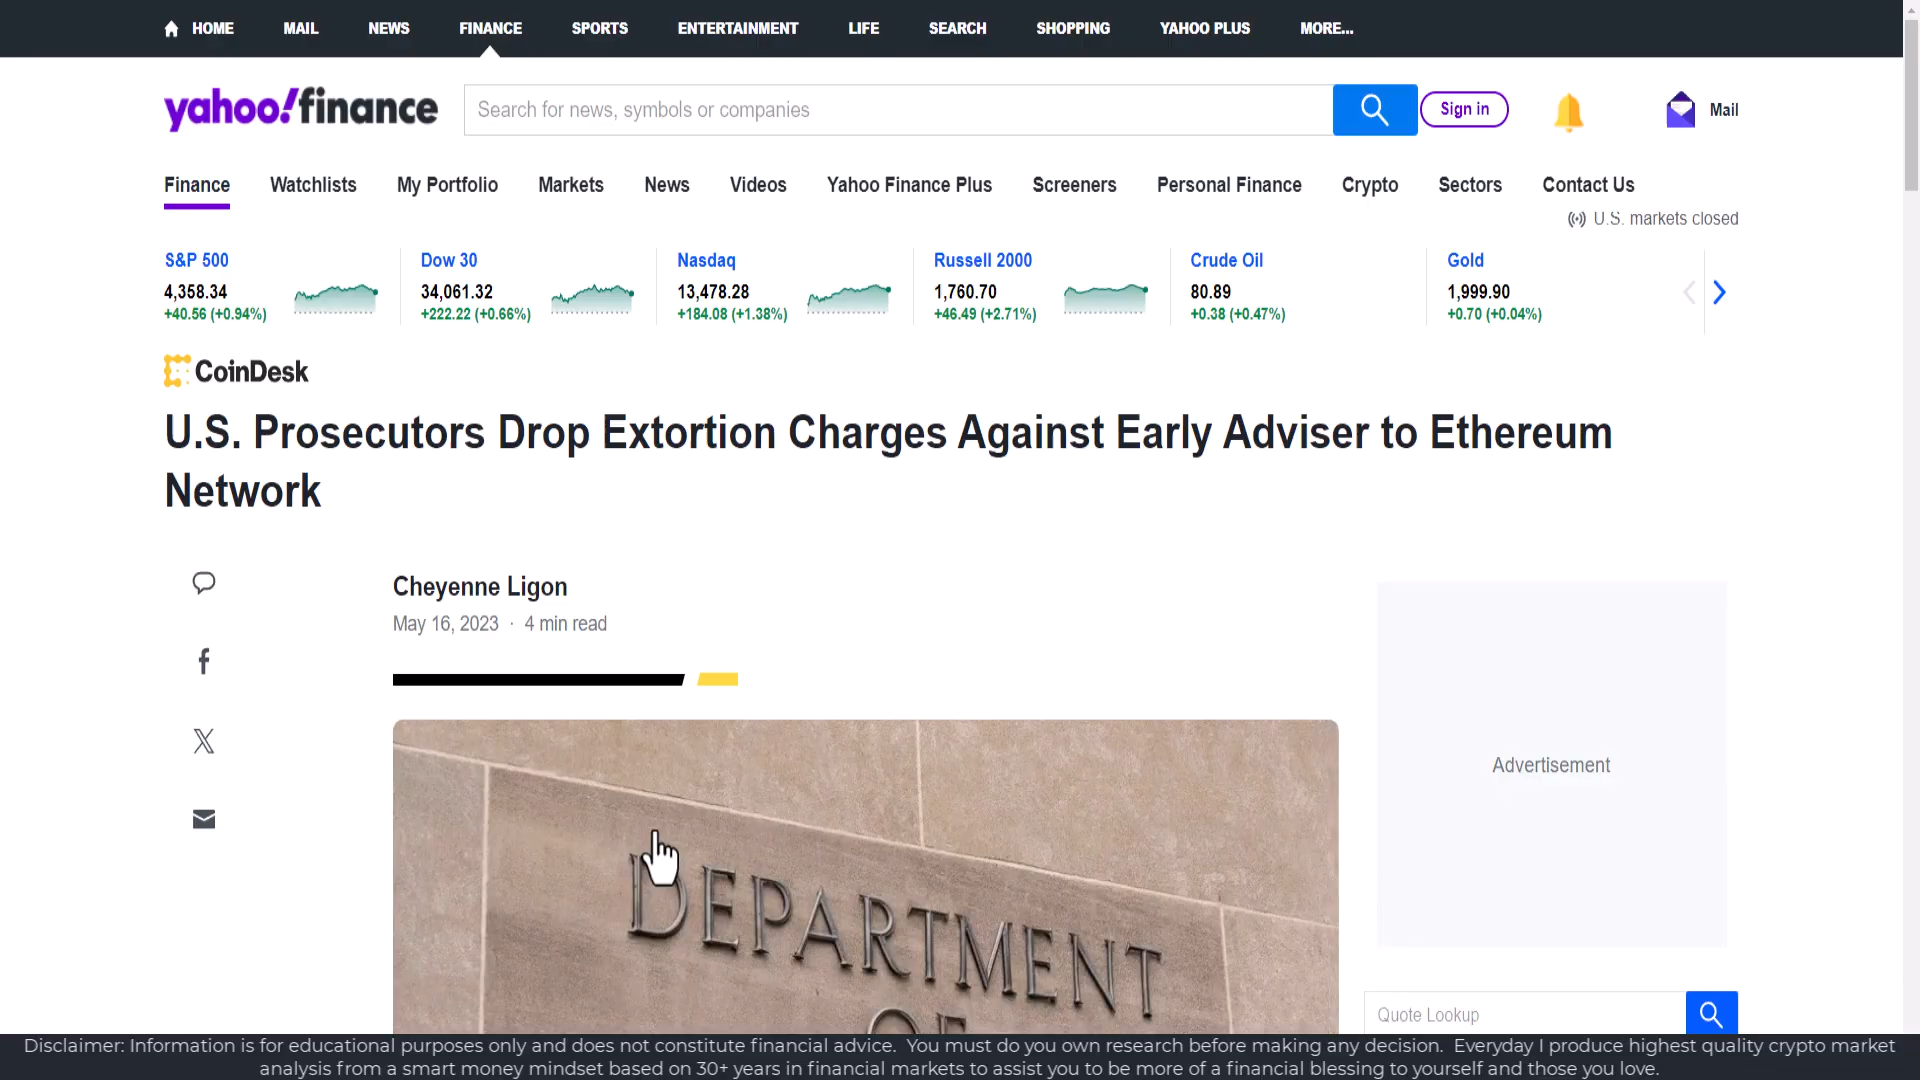 HOME MAIL NEWS FINANCE SPORTS ENTERTAINMENT LIFE SEARCH SHOPPING YAHOO PLUS MORE...
yahoo!finance
Search for news, symbols or companies
Sign in
Mail
Finance Watchlists My Portfolio Markets News Videos Yahoo Finance Plus Screeners Personal Finance Crypto Sectors Contact Us
U.S. markets closed
S&P 500
4,358.34
+40.56 (+0.94%)
Dow 30
34,061.32
+222.22 (+0.66%)
Nasdaq
13,478.28
+184.08 (+1.38%)
Russell 2000
1,760.70
+46.49 (+2.71%)
Crude Oil
80.89
+0.38 (+0.47%)
Gold
1,999.90
+0.70 (+0.04%)
CoinDesk
U.S. Prosecutors Drop Extortion Charges Against Early Adviser to Ethereum
Network
Cheyenne Ligon
May 16, 2023 · 4 min read
Advertisement
DEPARTMENT
OF
Quote Lookup
Disclaimer: Information is for educational purposes only and does not constitute financial advice. You must do you own research before making any decision. Everyday I produce highest quality crypto market
analysis from a smart money mindset based on 30+ years in financial markets to assist you to be more of a financial blessing to yourself and those you love.